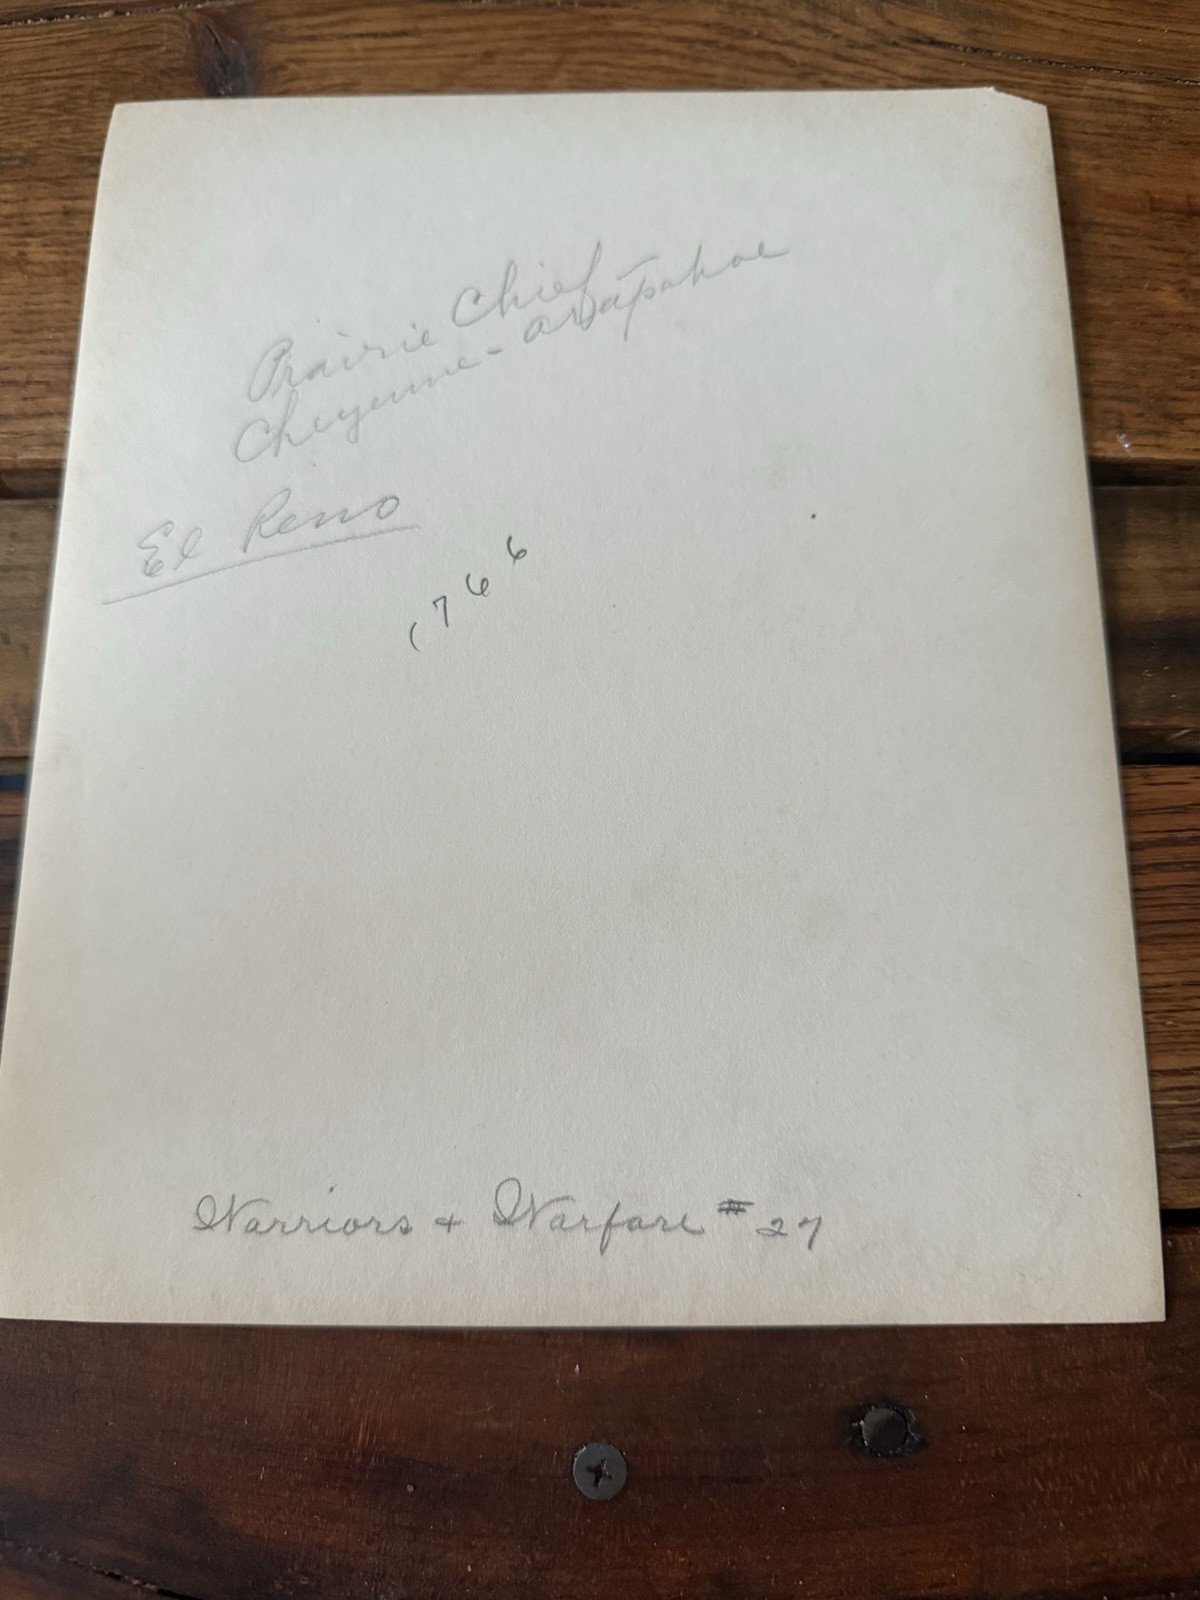 Prairie Chief
Cheyenne - Arapahoe
El Reno
1766
Warriors + Warfare # 27